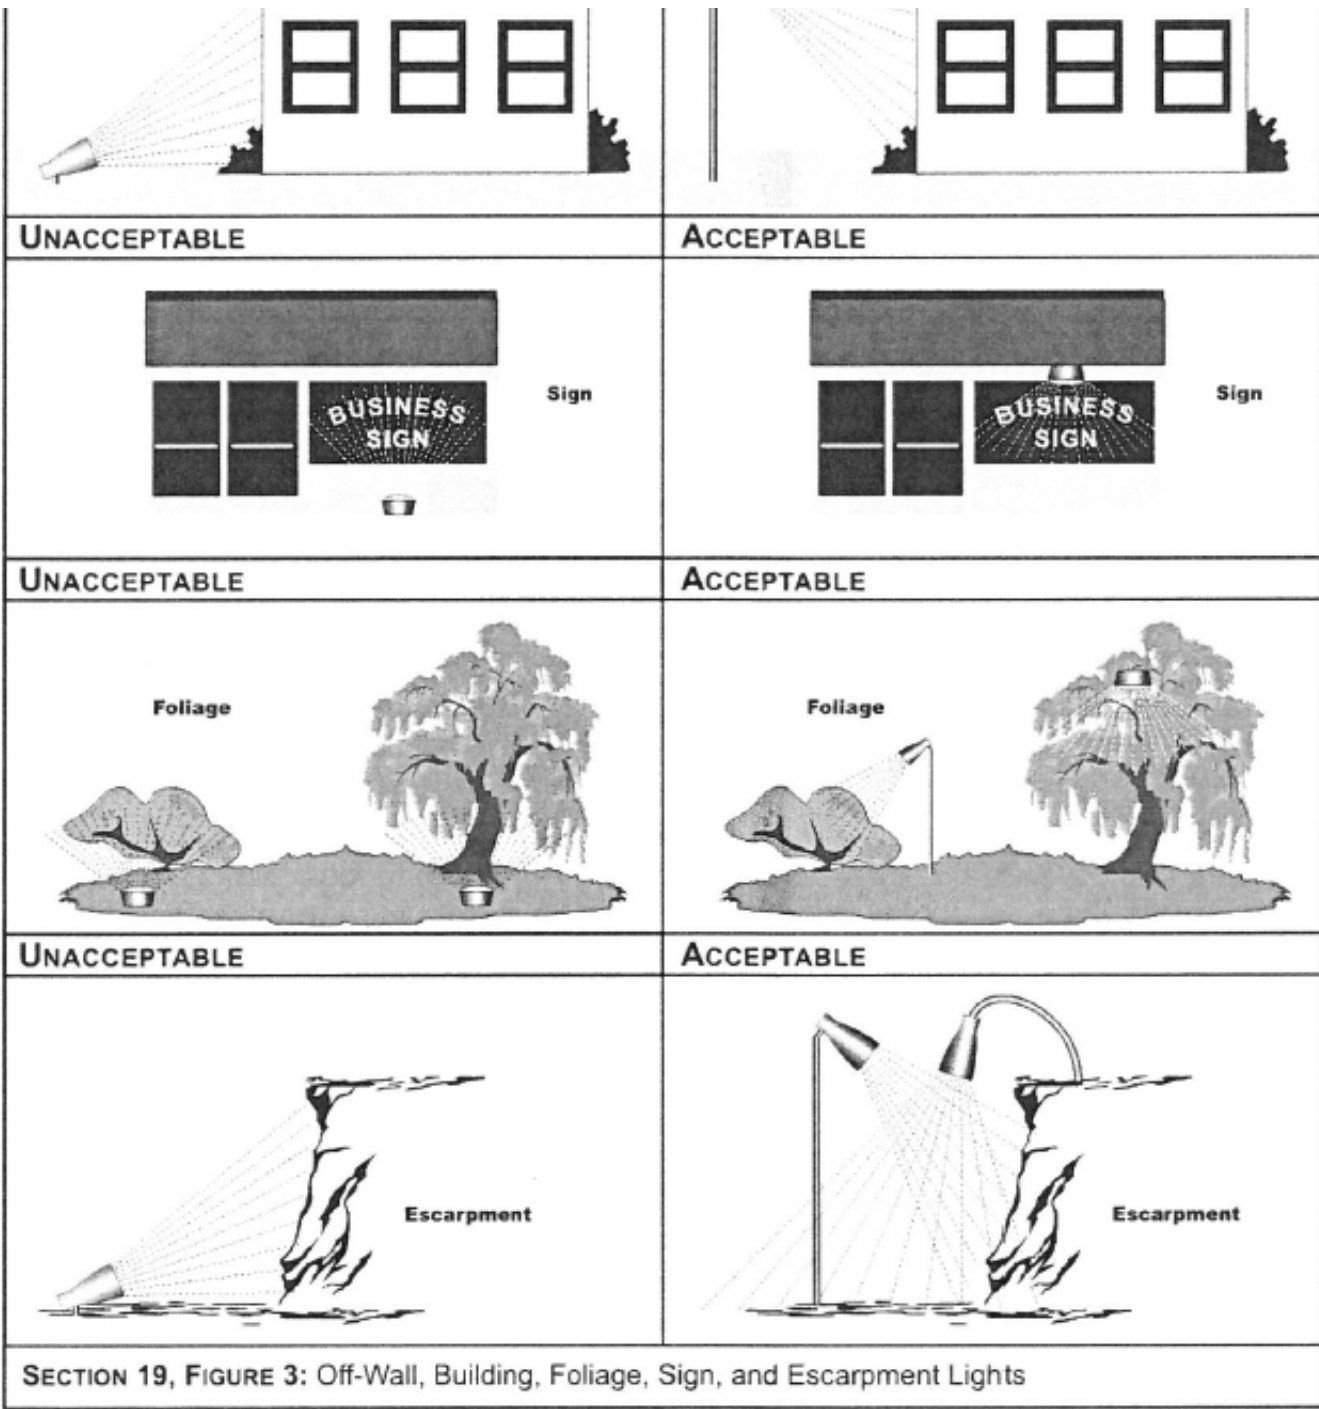 UNACCEPTABLE
ACCEPTABLE
BUSINESS
SIGN
Sign
BUSINESS
SIGN
Sign
UNACCEPTABLE
ACCEPTABLE
Foliage
Foliage
UNACCEPTABLE
ACCEPTABLE
Escarpment
Escarpment
SECTION 19, FIGURE 3: Off-Wall, Building, Foliage, Sign, and Escarpment Lights